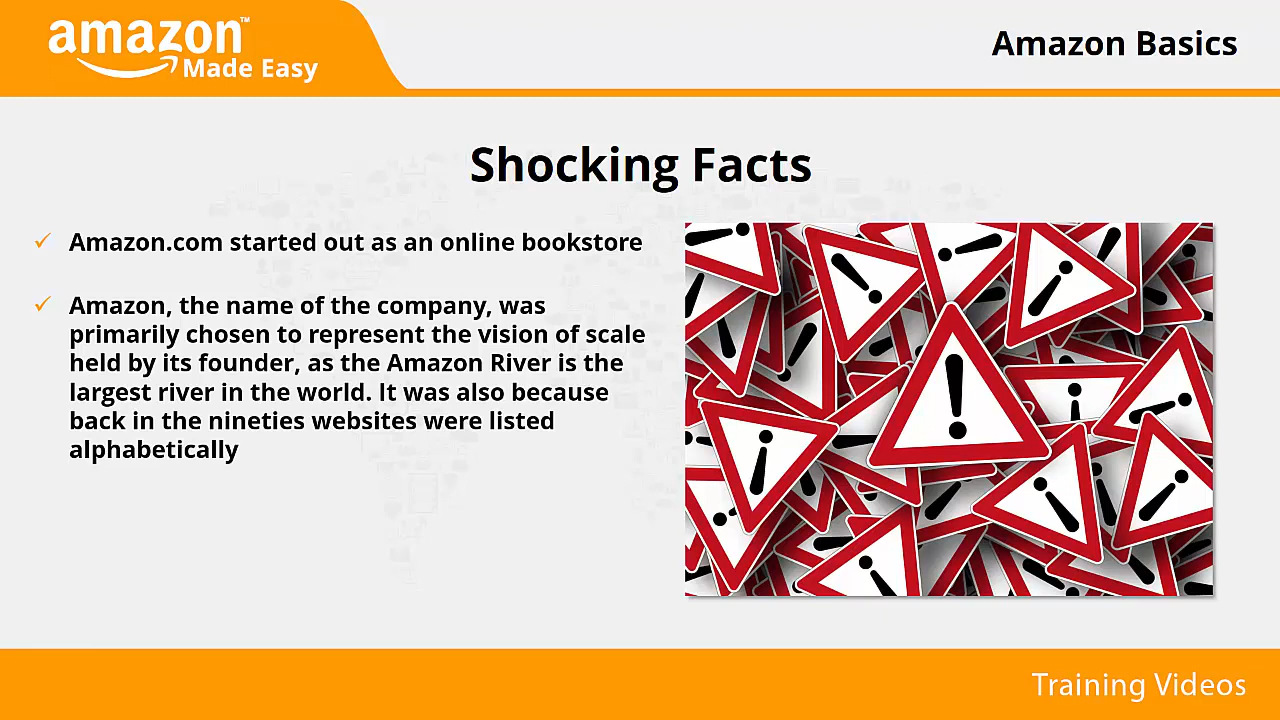 amazon™
Made Easy
Amazon Basics
Shocking Facts
Amazon.com started out as an online bookstore
Amazon, the name of the company, was
primarily chosen to represent the vision of scale
held by its founder, as the Amazon River is the
largest river in the world. It was also because
back in the nineties websites were listed
alphabetically
Training Videos